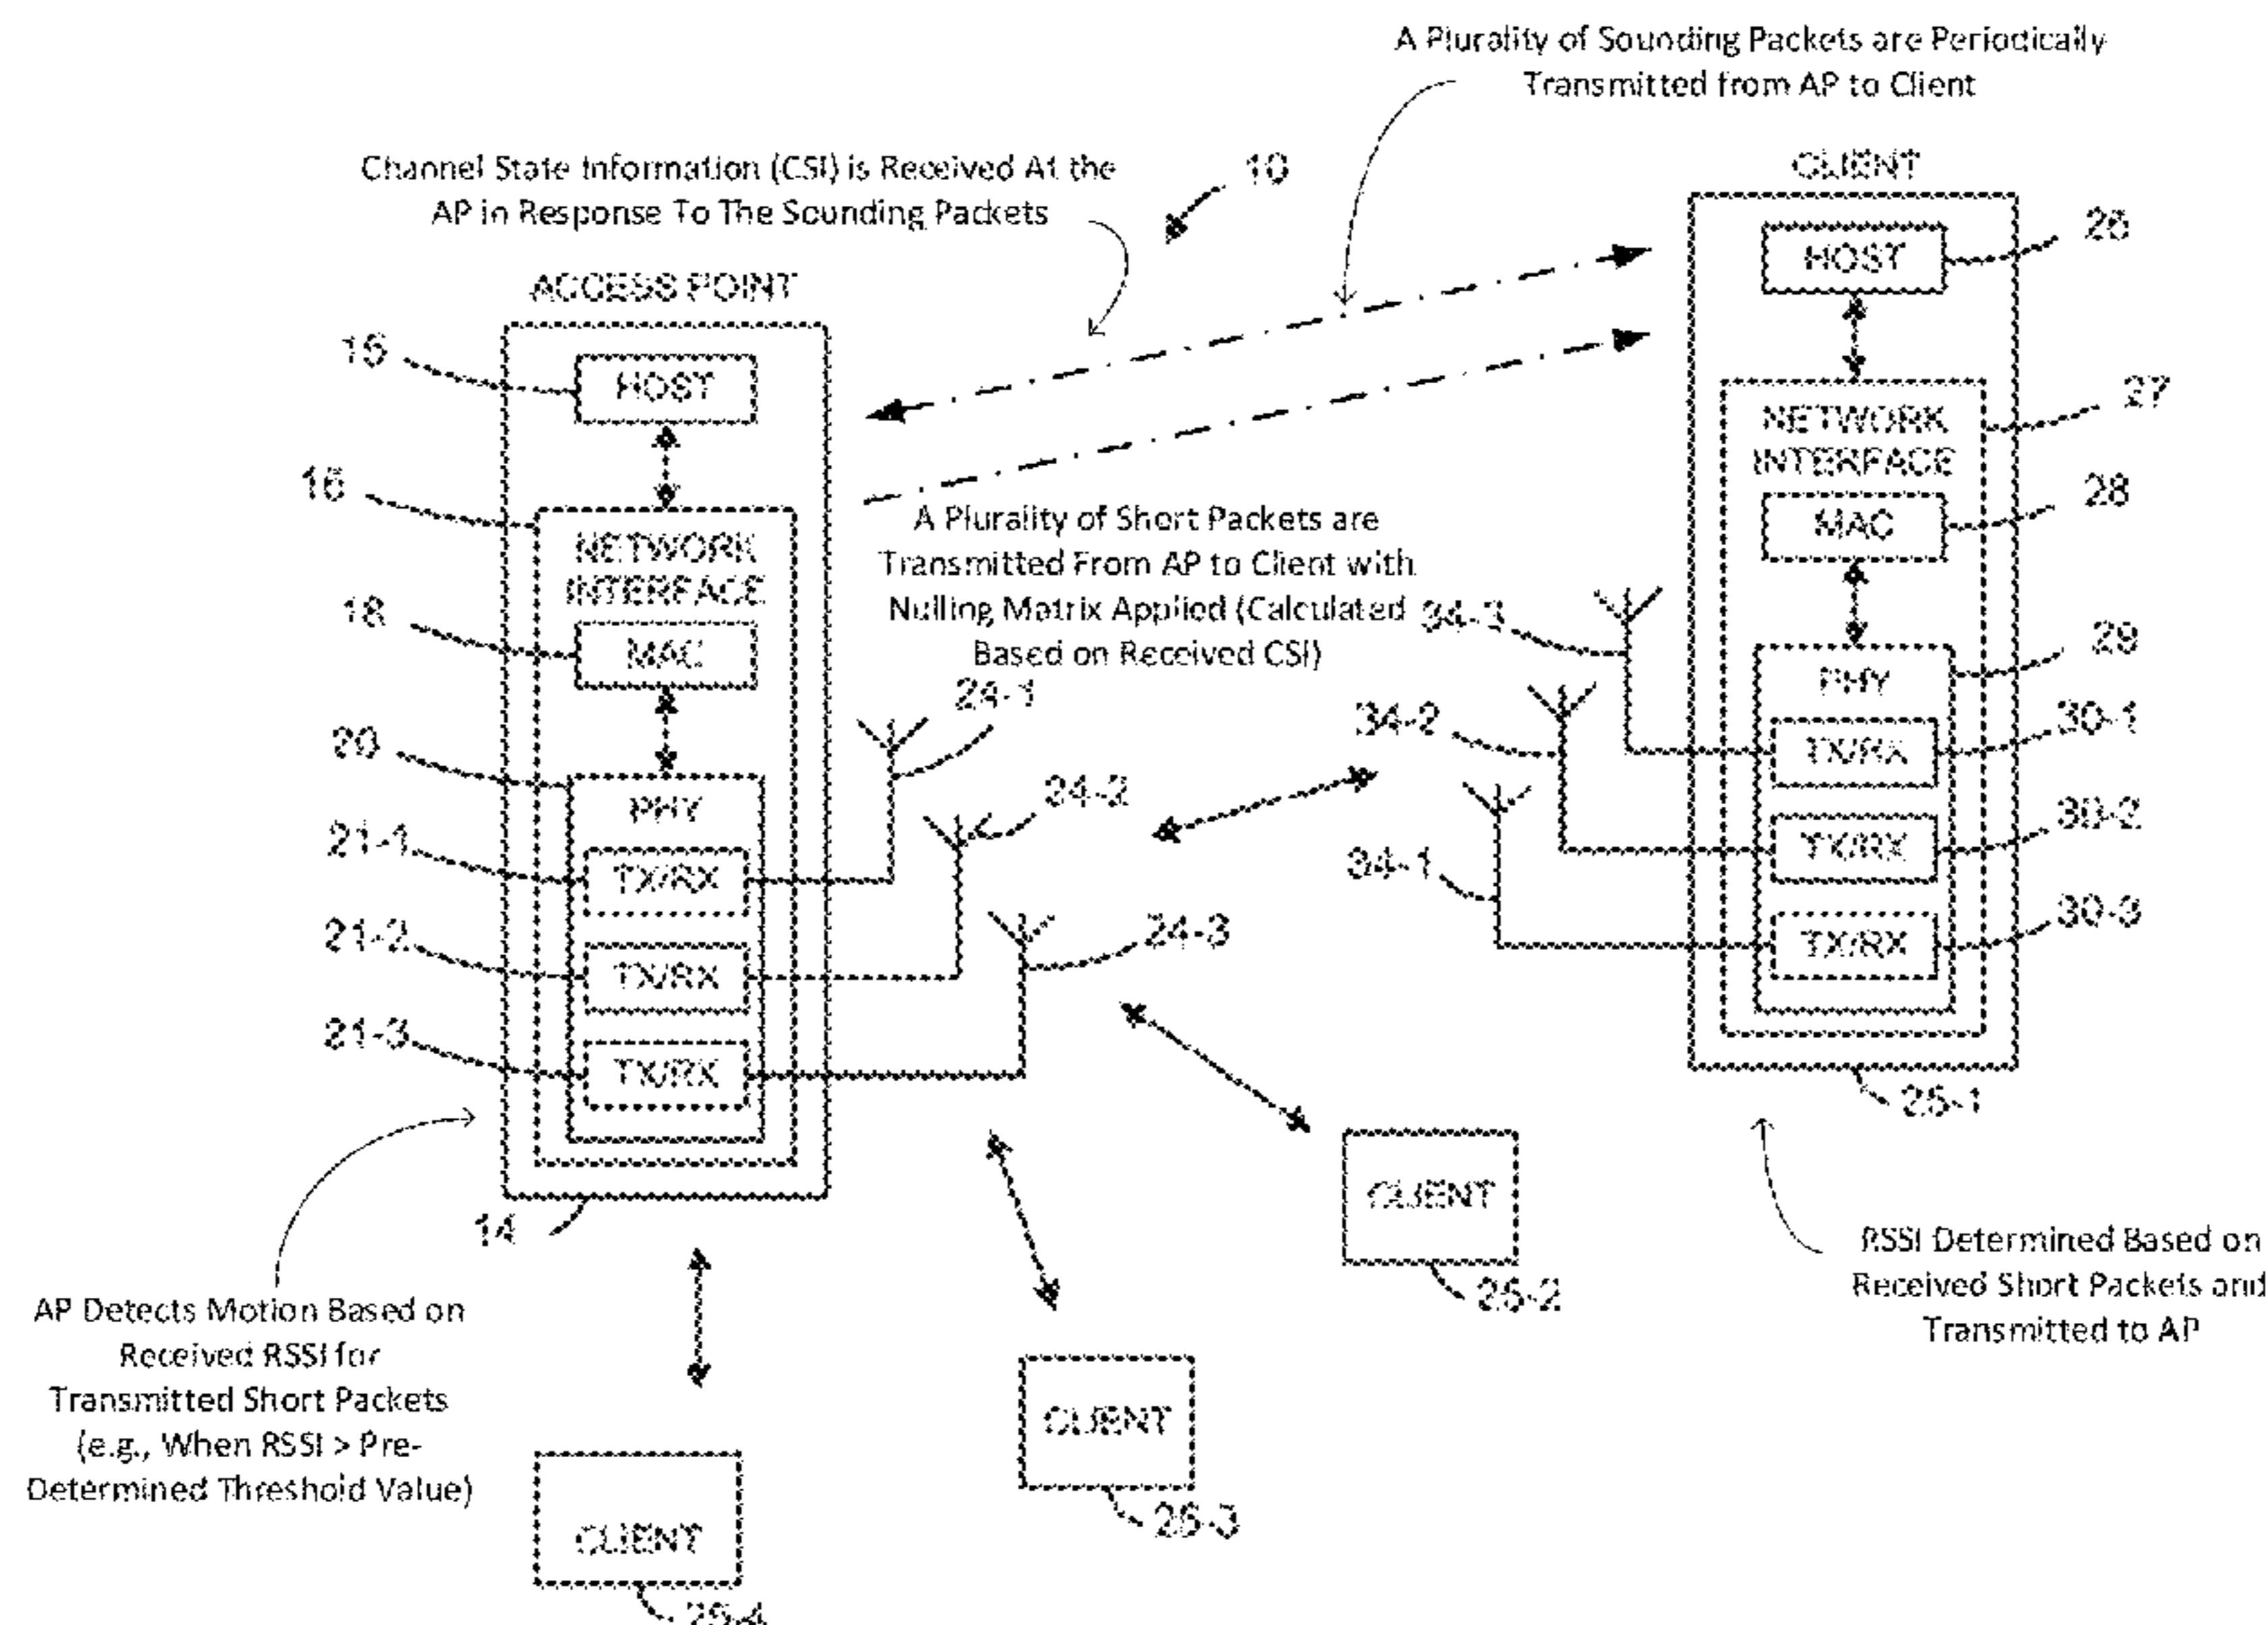 A Plurality of Sounding Packets are Periodically
Transmitted from AP to Client
Channel State Information (CSI) is Received At the
AP in Response To The Sounding Packets
10
CLIENT
HOST
26
ACCESS POINT
15
HOST
NETWORK
INTERFACE
27
MAC
28
16
NETWORK
INTERFACE
A Plurality of Short Packets are
Transmitted From AP to Client with
Nulling Matrix Applied (Calculated
Based on Received CSI)
18
MAC
34-3
PHY
29
24-1
34-2
TX/RX
30-1
20
PHY
24-2
TX/RX
30-2
21-1
TX/RX
34-1
24-3
TX/RX
30-3
21-2
TX/RX
21-3
TX/RX
25-1
CLIENT
14
25-2
RSSI Determined Based on
Received Short Packets and
Transmitted to AP
AP Detects Motion Based on
Received RSSI for
Transmitted Short Packets
(e.g., When RSSI > Pre-
Determined Threshold Value)
CLIENT
25-3
CLIENT
25-4